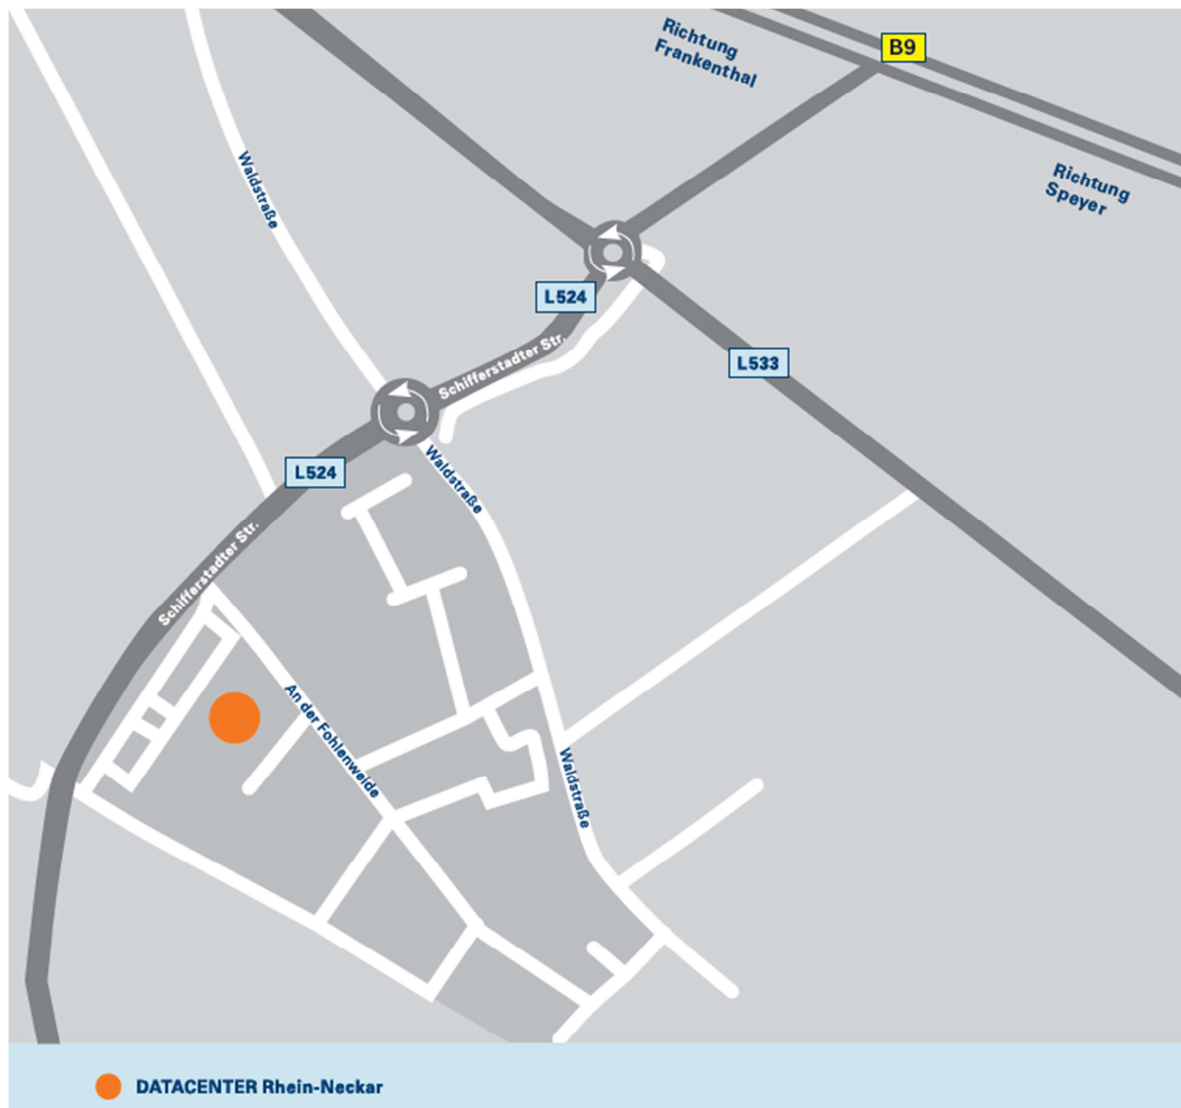 Richtung
Frankenthal
B9
Waldstraße
Richtung
Speyer
L524
Schifferstadter Str.
L533
L524
Waldstraße
Schifferstadter Str.
An der Fohlenweide
Waldstraße
DATACENTER Rhein-Neckar